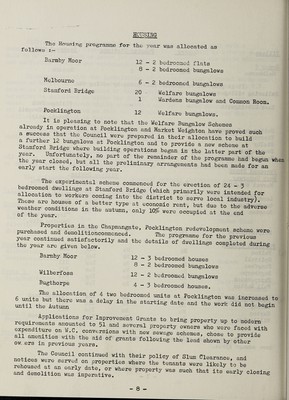 HOUSING
The Housing programme for the year was allocated as
follows :-
Barmby Moor 12 - 2 bedroomed flats
8 - 2 bedroomed bungalows
Melbourne 6 - 2 bedroomed bungalows
Stamford Bridge 20 Welfare bungalows
1 Wardens bungalow and Common Room.
Pocklington 12 Welfare bungalows.
It is pleasing to note that the Welfare Bungalow Schemes
already in operation at Pocklington and Market Weighton have proved such
a success that the Council were prepared in their allocation to build
a further 12 bungalows at Pocklington and to provide a new scheme at
Stamford Bridge where building operations began in the latter part of the
year. Unfortunately, no part of the remainder of the programme had begun when
the year closed, but all the preliminary arrangements had been made for an
early start the following year.
The experimental scheme commenced for the erection of 24 - 3
bedroomed dwellings at Stamford Bridge (which primarily were intended for
allocation to workers coming into the district to serve local industry).
These are houses of a better type at economic rent, but due to the adverse
weather conditions in the autumn, only 10% were occupied at the end
of the year.
Properties in the Chapmangate, Pocklington redevelopment scheme were
purchased and demolition commenced. The programme for the previous
year continued satisfactorily and the details of dwellings completed during
the year are given below.
Barmby Moor 12 - 3 bedroomed houses
8 - 2 bedroomed bungalows
Wilberfoss 12 - 2 bedroomed bungalows
Bugthorpe 4 - 3 bedroomed houses.
The allocation of 4 two bedroomed units at Pocklington was increased to
6 units but there was a delay in the starting date and the work did not begin
until the Autumn
Applications for Improvement Grants to bring property up to modern
requirements amounted to 51 and several property owners who were faced with
expenditure on W.C. conversions with new sewage schemes, chose to provide
all amenities with the aid of grants following the lead shown by other
owners in previous years.
The Council continued with their policy of Slum Clearance, and
notices were served on properties where the tenants were likely to be
rehoused at an early date, or where property was such that its early closing
and demolition was imperative.
- 8 -